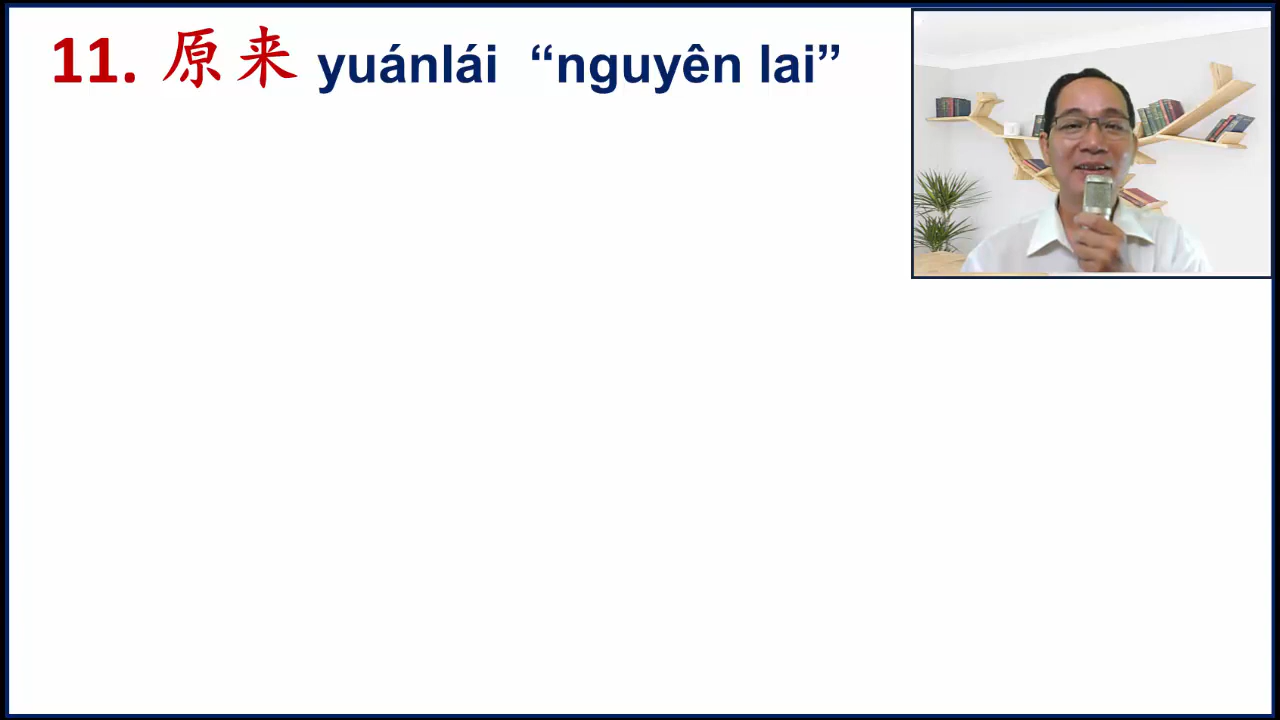 11. 原来 yuánlái “nguyên lai”